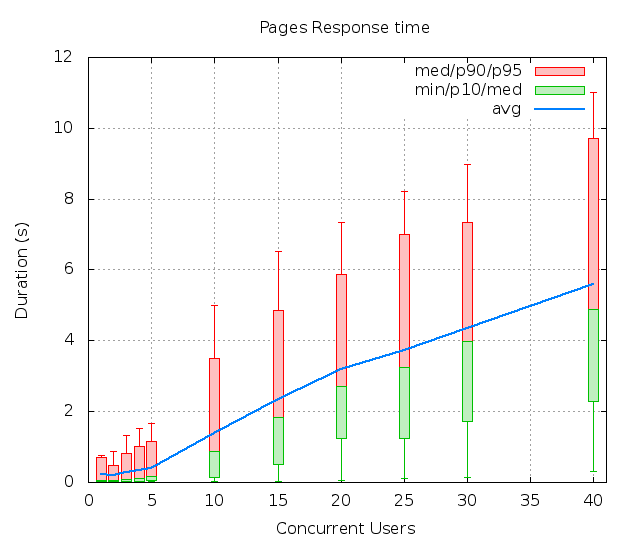 Pages Response time
med/p90/p95
min/p10/med
avg
12
10
8
6
4
2
0
Duration (s)
0 5 10 15 20 25 30 35 40
Concurrent Users